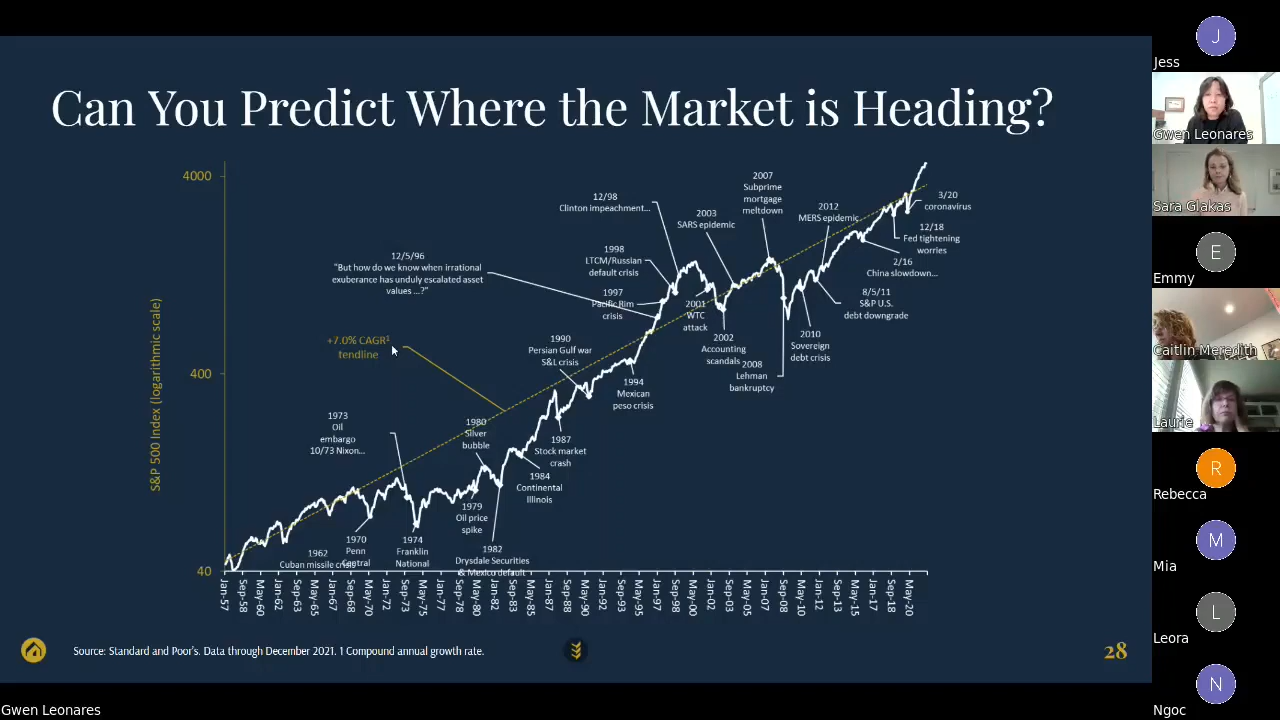 Can You Predict Where the Market is Heading?
S&P 500 Index (logarithmic scale)
4000
400
40
12/5/96
"But how do we know when irrational
exuberance has unduly escalated asset
values ...?"
+7.0% CAGR¹
tendline
1973
Oil
embargo
10/73 Nixon...
1962
Cuban missile crisis
1970
Penn
Central
1974
Franklin
National
1980
Silver
bubble
1979
Oil price
spike
1982
Drysdale Securities
& Mexico default
1984
Continental
Illinois
1987
Stock market
crash
1990
Persian Gulf war
S&L crisis
1994
Mexican
peso crisis
1997
Pacific Rim
crisis
1998
LTCM/Russian
default crisis
12/98
Clinton impeachment...
2001
WTC
attack
2002
Accounting
scandals
2003
SARS epidemic
2007
Subprime
mortgage
meltdown
2008
Lehman
bankruptcy
2010
Sovereign
debt crisis
8/5/11
S&P U.S.
debt downgrade
2012
MERS epidemic
2/16
China slowdown...
12/18
Fed tightening
worries
3/20
coronavirus
Jan-57
Sep-58
May-60
Jan-62
Sep-63
May-65
Jan-67
Sep-68
May-70
Jan-72
Sep-73
May-75
Jan-77
Sep-78
May-80
Jan-82
Sep-83
May-85
Jan-87
Sep-88
May-90
Jan-92
Sep-93
May-95
Jan-97
Sep-98
May-00
Jan-02
Sep-03
May-05
Jan-07
Sep-08
May-10
Jan-12
Sep-13
May-15
Jan-17
Sep-18
May-20
Source: Standard and Poor's. Data through December 2021. 1 Compound annual growth rate.
28
Gwen Leonares
J
Jess
Gwen Leonares
Sara Glakas
E
Emmy
Caitlin Meredith
Laurie
R
Rebecca
M
Mia
L
Leora
N
Ngoc